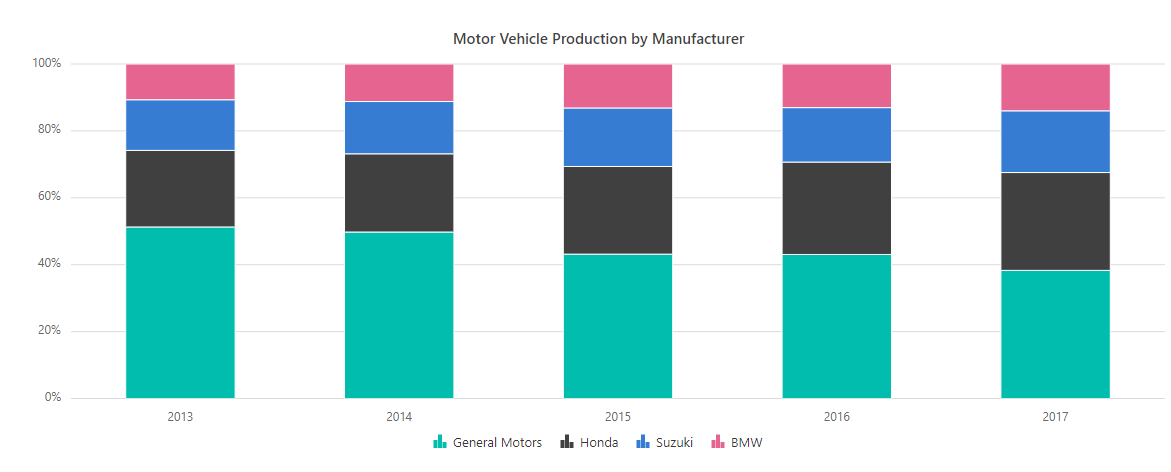 Motor Vehicle Production by Manufacturer
100%
80%
60%
40%
20%
0%
2013 2014 2015 2016 2017
General Motors Honda Suzuki BMW